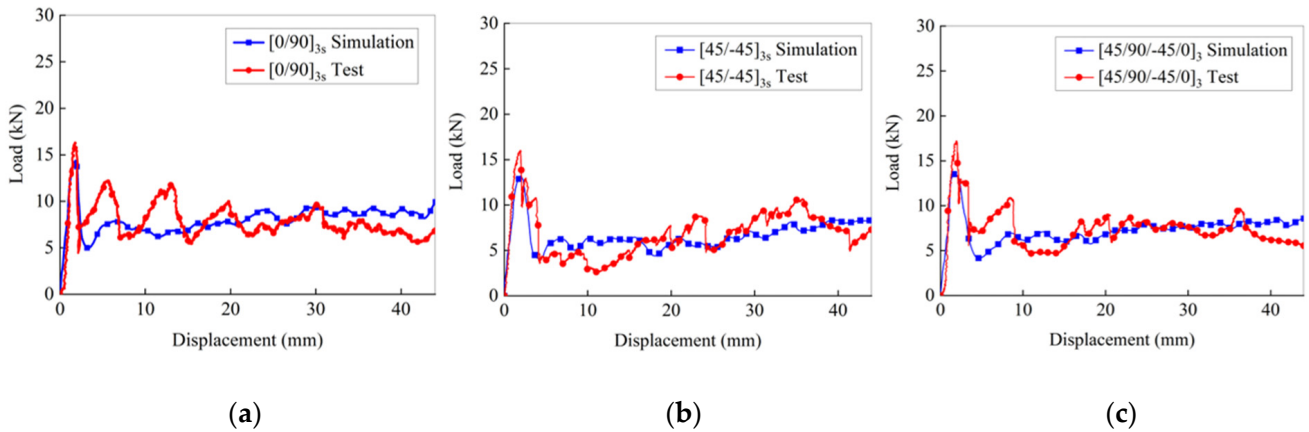 30
25
20
15
10
5
0
Load (kN)
[0/90]3s Simulation
[0/90]3s Test
0 10 20 30 40
Displacement (mm)
(a)
30
25
20
15
10
5
0
Load (kN)
[45/-45]3s Simulation
[45/-45]3s Test
0 10 20 30 40
Displacement (mm)
(b)
30
25
20
15
10
5
0
Load (kN)
[45/90/-45/0]3 Simulation
[45/90/-45/0]3 Test
0 10 20 30 40
Displacement (mm)
(c)